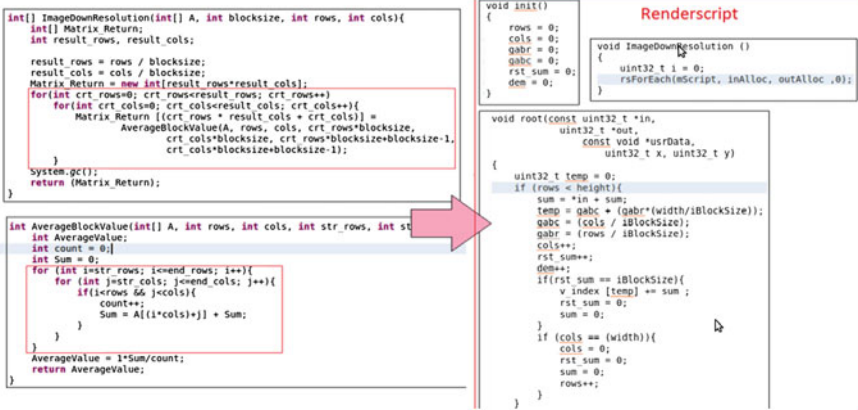 int[] ImageDownResolution(int[] A, int blocksize, int rows, int cols){
int[] Matrix_Return;
int result_rows, result_cols;
result_rows = rows / blocksize;
result_cols = cols / blocksize;
Matrix_Return = new int[result_rows*result_cols];
for(int crt_rows=0; crt_rows<result_rows; crt_rows++)
for(int crt_cols=0; crt_cols<result_cols; crt_cols++){
Matrix_Return [(crt_rows * result_cols + crt_cols)] =
AverageBlockValue(A, rows, cols, crt_rows*blocksize,
crt_cols*blocksize, crt_rows*blocksize+blocksize-1,
crt_cols*blocksize+blocksize-1);
}
System.gc();
return (Matrix_Return);
}
int AverageBlockValue(int[] A, int rows, int cols, int str_rows, int st
int AverageValue;
int count = 0;
int Sum = 0;
for (int i=str_rows; i<=end_rows; i++){
for (int j=str_cols; j<=end_cols; j++){
if(i<rows && j<cols){
count++;
Sum = A[(i*cols)+j] + Sum;
}
}
}
AverageValue = 1*Sum/count;
return AverageValue;
}
void init()
{
rows = 0;
cols = 0;
gabr = 0;
gabc = 0;
rst_sum = 0;
dem = 0;
}
Renderscript
void ImageDownResolution ()
{
uint32_t i = 0;
rsForEach(mScript, inAlloc, outAlloc ,0);
}
void root(const uint32_t *in,
uint32_t *out,
const void *usrData,
uint32_t x, uint32_t y)
{
uint32_t temp = 0;
if (rows < height){
sum = *in + sum;
temp = gabc + (gabr*(width/iBlockSize));
gabc = (cols / iBlockSize);
gabr = (rows / iBlockSize);
cols++;
rst_sum++;
dem++;
if(rst_sum == iBlockSize){
v_index [temp] += sum ;
rst_sum = 0;
sum = 0;
}
if (cols == (width)){
cols = 0;
rst_sum = 0;
sum = 0;
rows++;
}
}